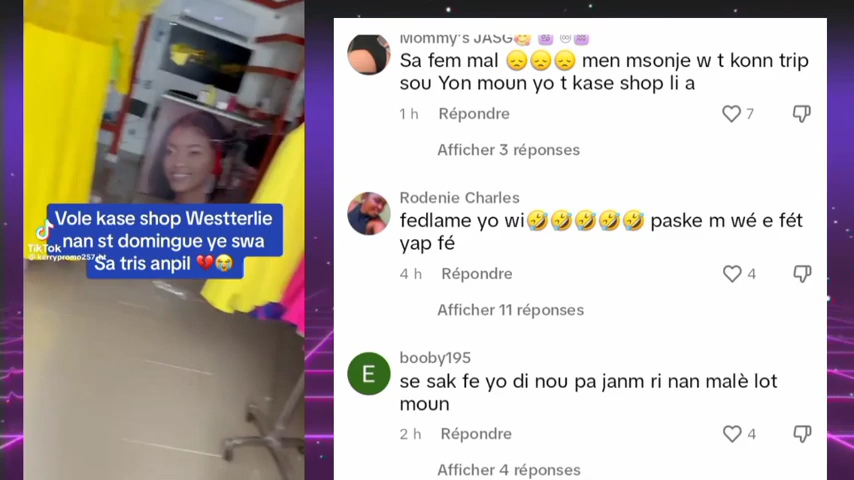 Vole kase shop Westterlie
nan st domingue ye swa
Sa tris anpil 💔😭
TikTok
@kerrypromo257_ht
Mommy's JASG
Sa fem mal 😞😞😞 men msonje w t konn trip
sou Yon moun yo t kase shop li a
1 h Répondre 7
Afficher 3 réponses
Rodenie Charles
fedlame yo wi🤣🤣🤣🤣🤣 paske m wé e fét
yap fé
4 h Répondre 4
Afficher 11 réponses
E
booby195
se sak fe yo di nou pa janm ri nan malè lot
moun
2 h Répondre 4
Afficher 4 réponses